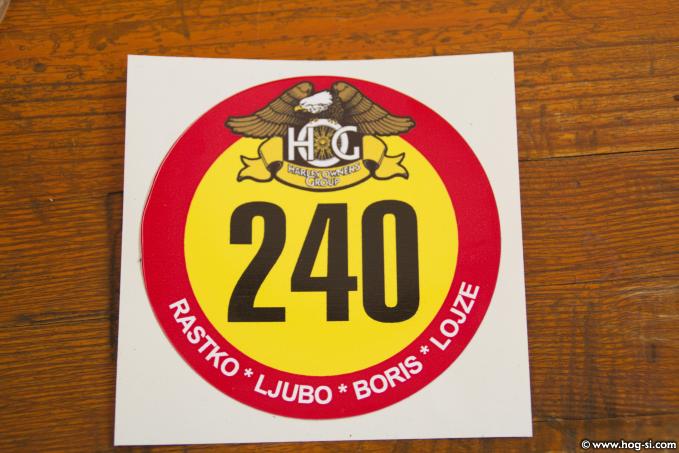 HOG
HARLEY OWNERS
GROUP
240
RASTKO * LJUBO * BORIS * LOJZE
© www.hog-si.com